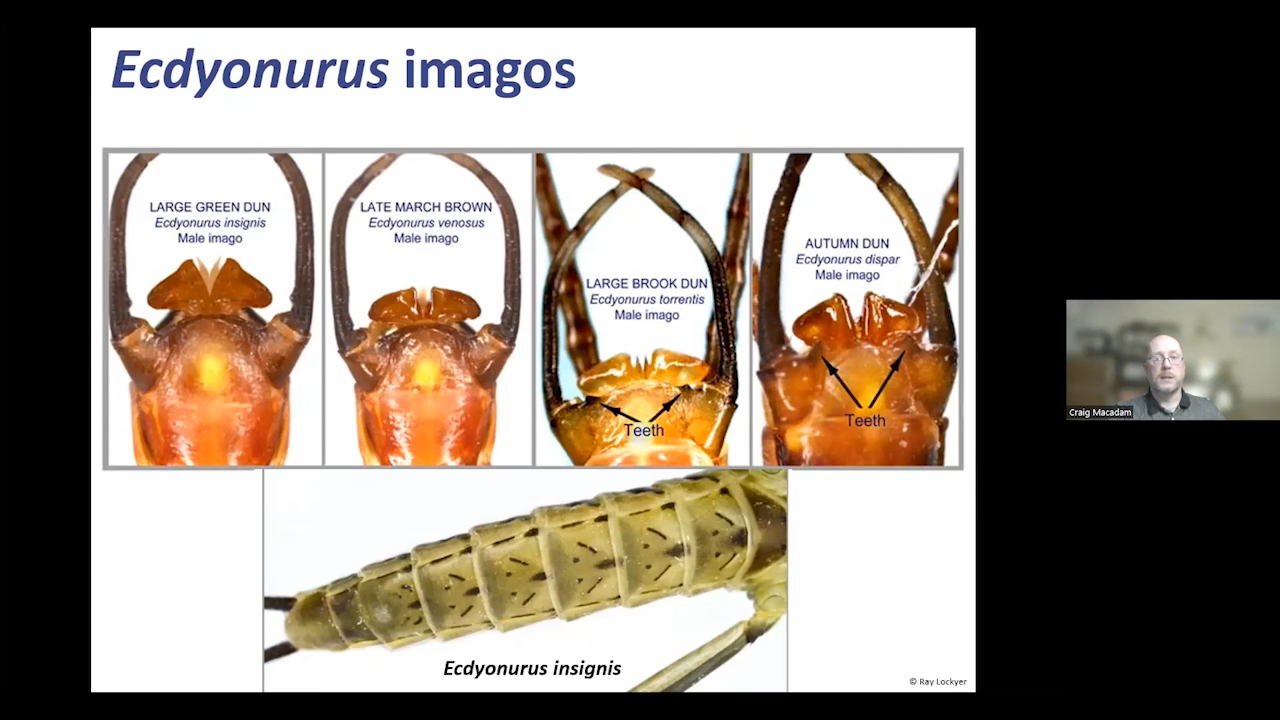 Ecdyonurus imagos
LARGE GREEN DUN
Ecdyonurus insignis
Male imago
LATE MARCH BROWN
Ecdyonurus venosus
Male imago
LARGE BROOK DUN
Ecdyonurus torrentis
Male imago
Teeth
AUTUMN DUN
Ecdyonurus dispar
Male imago
Teeth
Ecdyonurus insignis
© Ray Lockyer
Craig Macadam